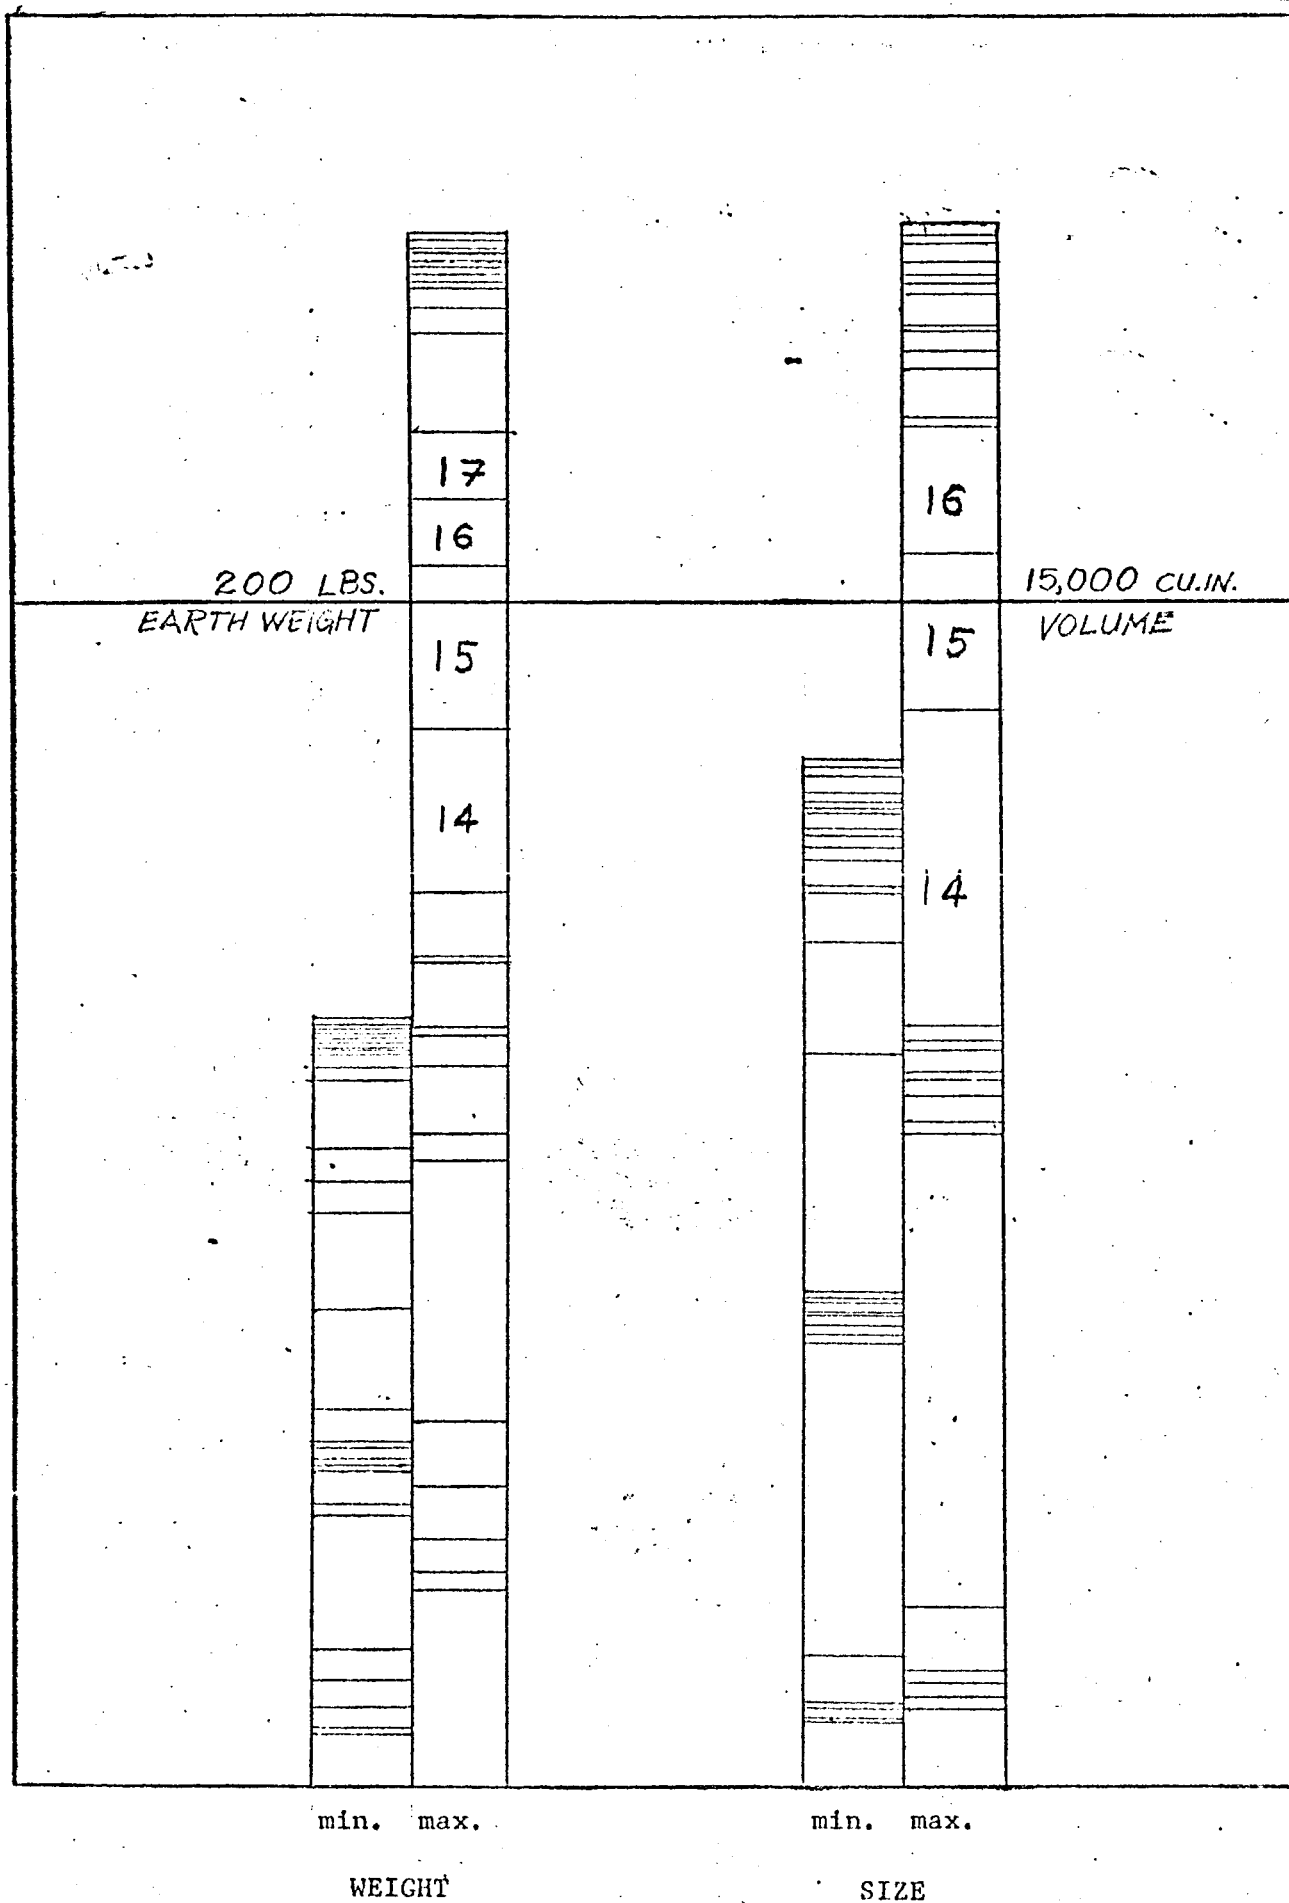 17
16
16
200 LBS.
15,000 CU.IN.
EARTH WEIGHT
VOLUME
15
15
14
14
min. max. min. max.
WEIGHT SIZE